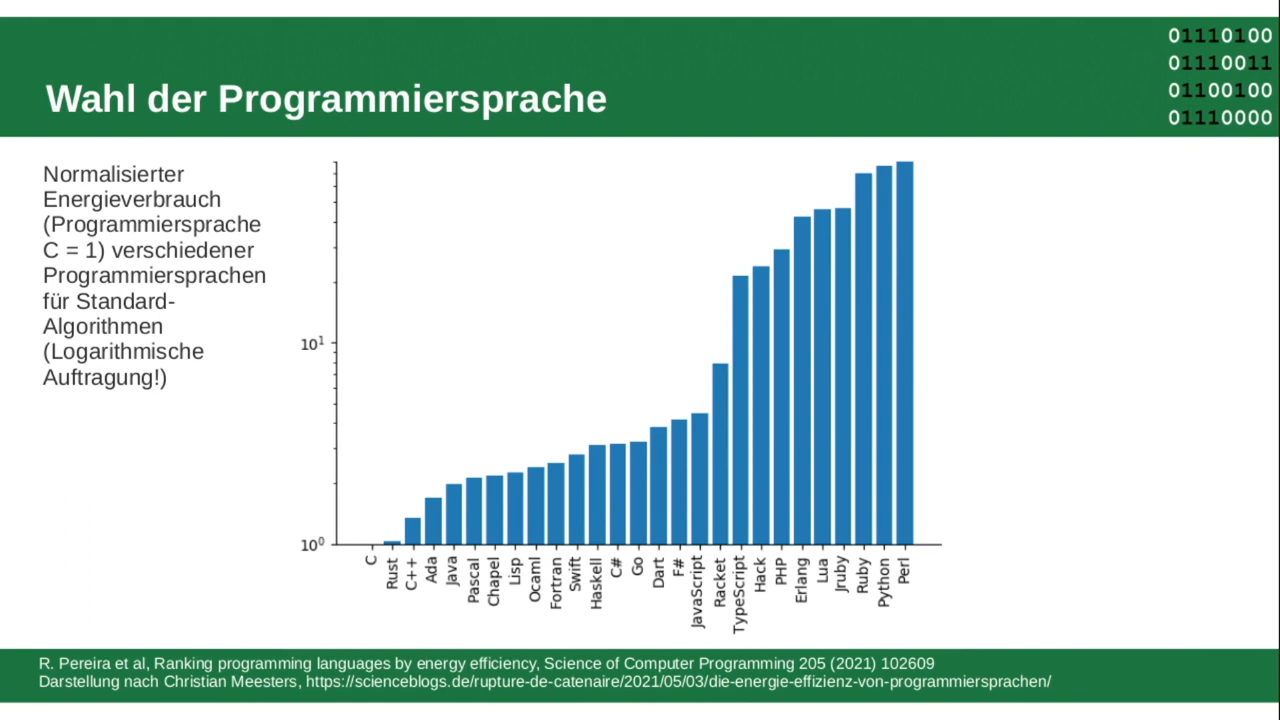 01110100
01110011
01100100
01110000
Wahl der Programmiersprache
Normalisierter
Energieverbrauch
(Programmiersprache
C = 1) verschiedener
Programmiersprachen
für Standard-
Algorithmen
(Logarithmische
Auftragung!)
10¹
10⁰
C
Rust
C++
Ada
Java
Pascal
Chapel
Lisp
Ocaml
Fortran
Swift
Haskell
C#
Go
Dart
F#
JavaScript
Racket
TypeScript
Hack
PHP
Erlang
Lua
Jruby
Ruby
Python
Perl
R. Pereira et al, Ranking programming languages by energy efficiency, Science of Computer Programming 205 (2021) 102609
Darstellung nach Christian Meesters, https://scienceblogs.de/rupture-de-catenaire/2021/05/03/die-energie-effizienz-von-programmiersprachen/